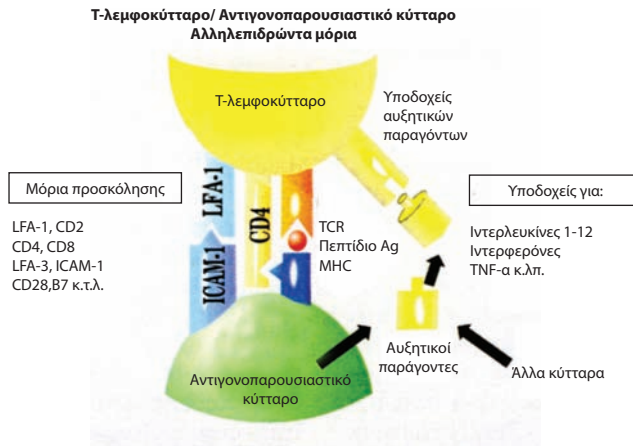 Τ-λεμφοκύτταρο/ Αντιγονοπαρουσιαστικό κύτταρο
Αλληλεπιδρώντα μόρια
Τ-λεμφοκύτταρο
Υποδοχείς
αυξητικών
παραγόντων
Μόρια προσκόλησης
LFA-1, CD2
CD4, CD8
LFA-3, ICAM-1
CD28,B7 κ.τ.λ.
LFA-1
ICAM-1
CD4
TCR
Πεπτίδιο Ag
MHC
Υποδοχείς για:
Ιντερλευκίνες 1-12
Ιντερφερόνες
TNF-α κ.λπ.
Αυξητικοί
παράγοντες
Άλλα κύτταρα
Αντιγονοπαρουσιαστικό
κύτταρο